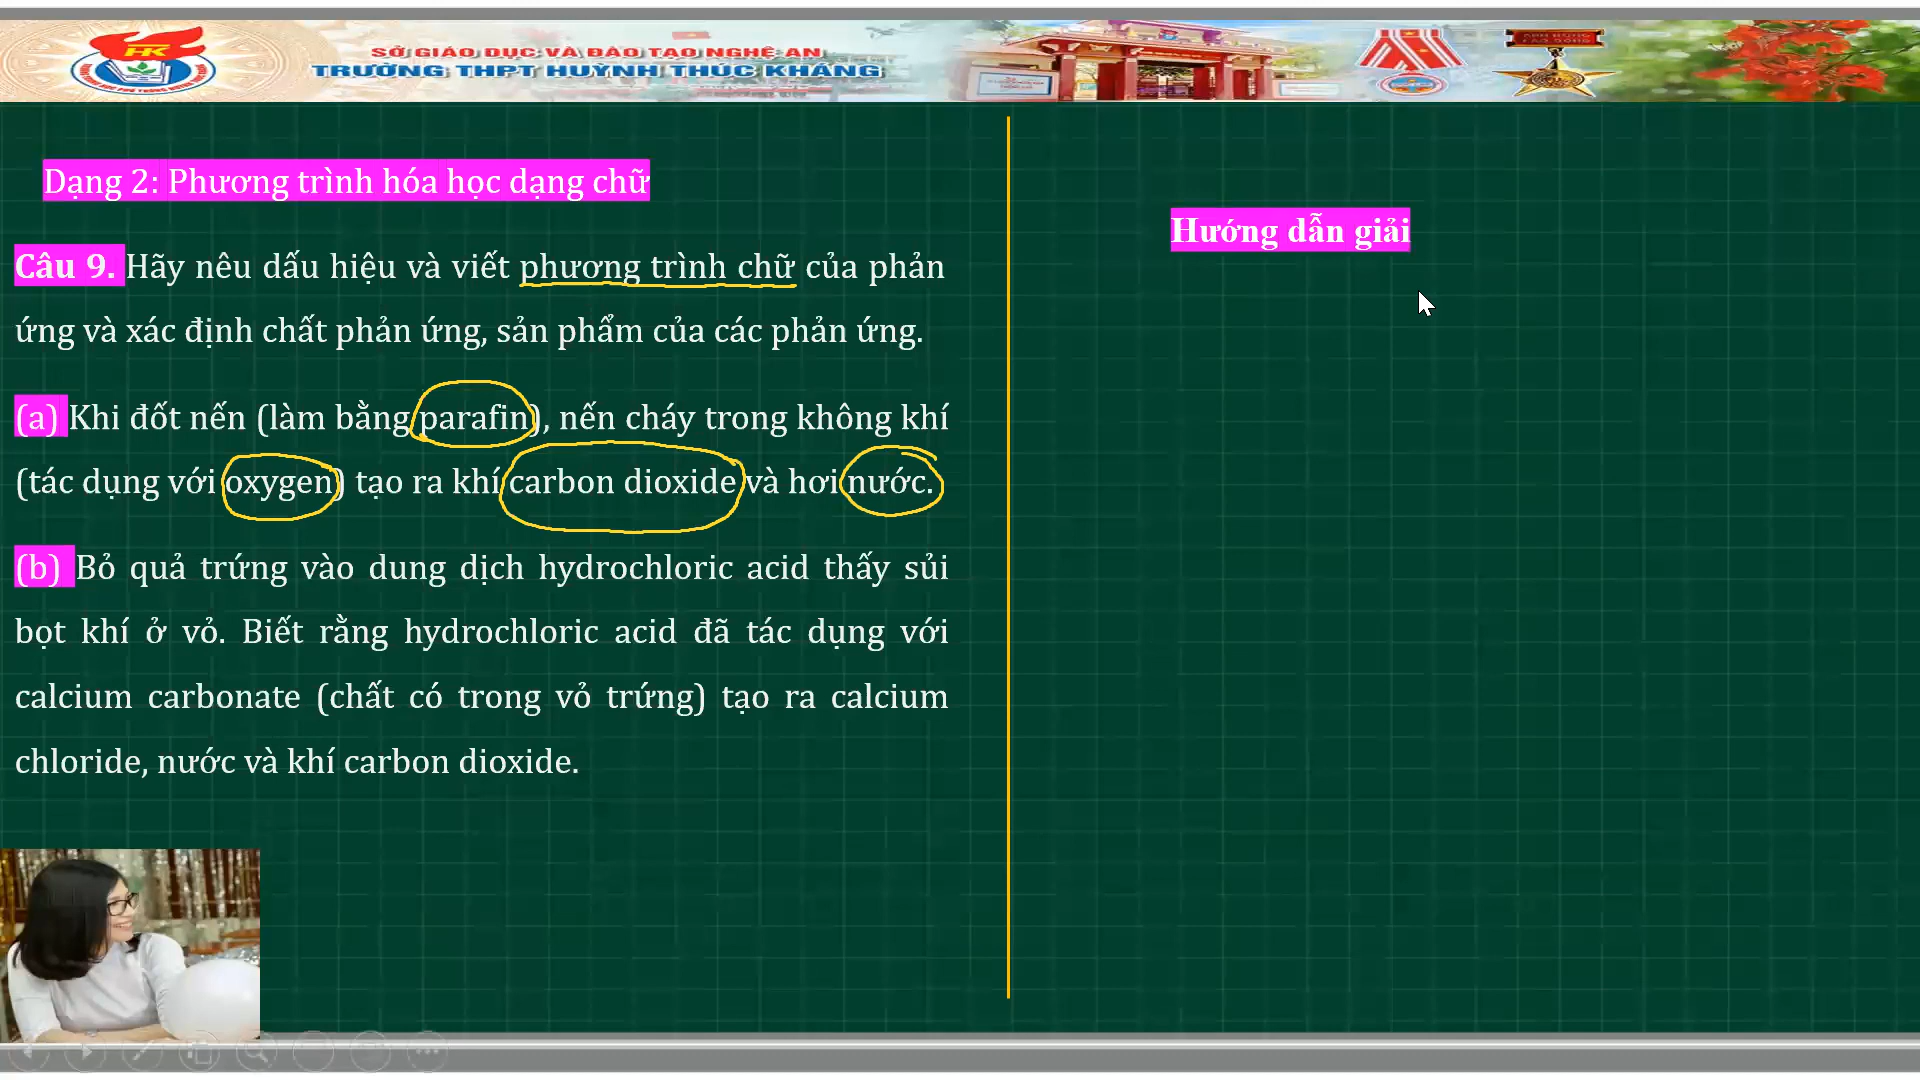 HK
SỞ GIÁO DỤC VÀ ĐÀO TẠO NGHỆ AN
TRƯỜNG THPT HUỲNH THÚC KHÁNG
Dạng 2: Phương trình hóa học dạng chữ
Câu 9. Hãy nêu dấu hiệu và viết phương trình chữ của phản
ứng và xác định chất phản ứng, sản phẩm của các phản ứng.
(a) Khi đốt nến (làm bằng parafin), nến cháy trong không khí
(tác dụng với oxygen) tạo ra khí carbon dioxide và hơi nước.
(b) Bỏ quả trứng vào dung dịch hydrochloric acid thấy sủi
bọt khí ở vỏ. Biết rằng hydrochloric acid đã tác dụng với
calcium carbonate (chất có trong vỏ trứng) tạo ra calcium
chloride, nước và khí carbon dioxide.
Hướng dẫn giải